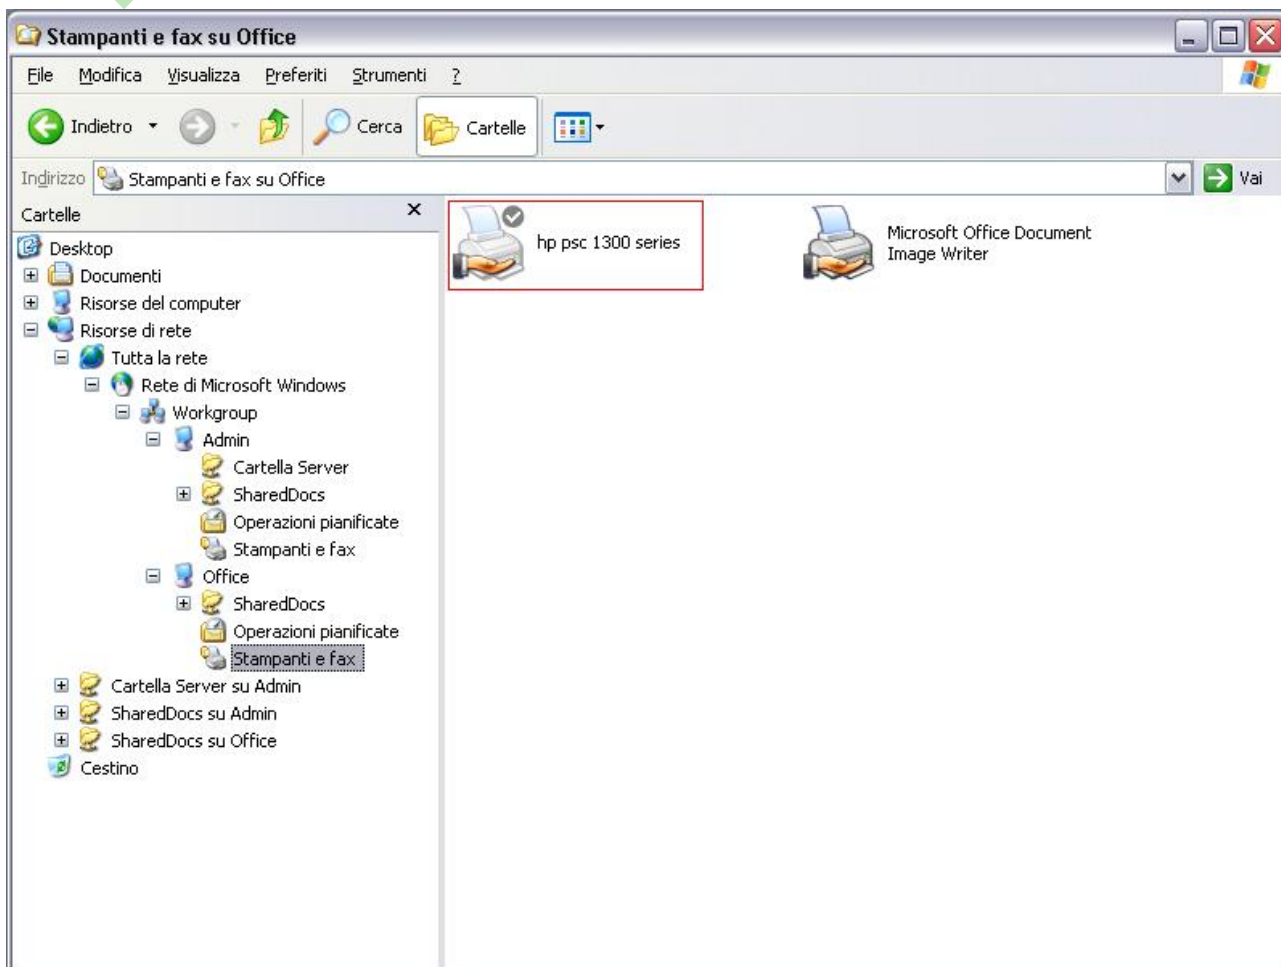 Stampanti e fax su Office
File Modifica Visualizza Preferiti Strumenti ?
Indietro Cerca Cartelle
Indirizzo Stampanti e fax su Office Vai
Cartelle
Desktop
Documenti
Risorse del computer
Risorse di rete
Tutta la rete
Rete di Microsoft Windows
Workgroup
Admin
Cartella Server
SharedDocs
Operazioni pianificate
Stampanti e fax
Office
SharedDocs
Operazioni pianificate
Stampanti e fax
Cartella Server su Admin
SharedDocs su Admin
SharedDocs su Office
Cestino
hp psc 1300 series
Microsoft Office Document
Image Writer